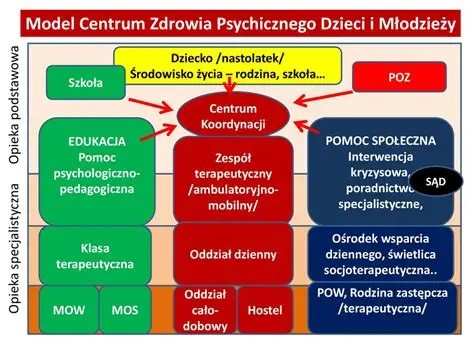 Model Centrum Zdrowia Psychicznego Dzieci i Młodzieży
Opieka podstawowa
Opieka specjalistyczna
Dziecko /nastolatek/
Środowisko życia – rodzina, szkoła…
Szkoła
POZ
Centrum
Koordynacji
EDUKACJA
Pomoc
psychologiczno-
pedagogiczna
Zespół
terapeutyczny
/ambulatoryjno-
mobilny/
POMOC SPOŁECZNA
Interwencja
kryzysowa,
poradnictwo
specjalistyczne,
SĄD
Klasa
terapeutyczna
Oddział dzienny
Ośrodek wsparcia
dziennego, świetlica
socjoterapeutyczna..
MOW
MOS
Oddział
cało-
dobowy
Hostel
POW, Rodzina zastępcza
/terapeutyczna/